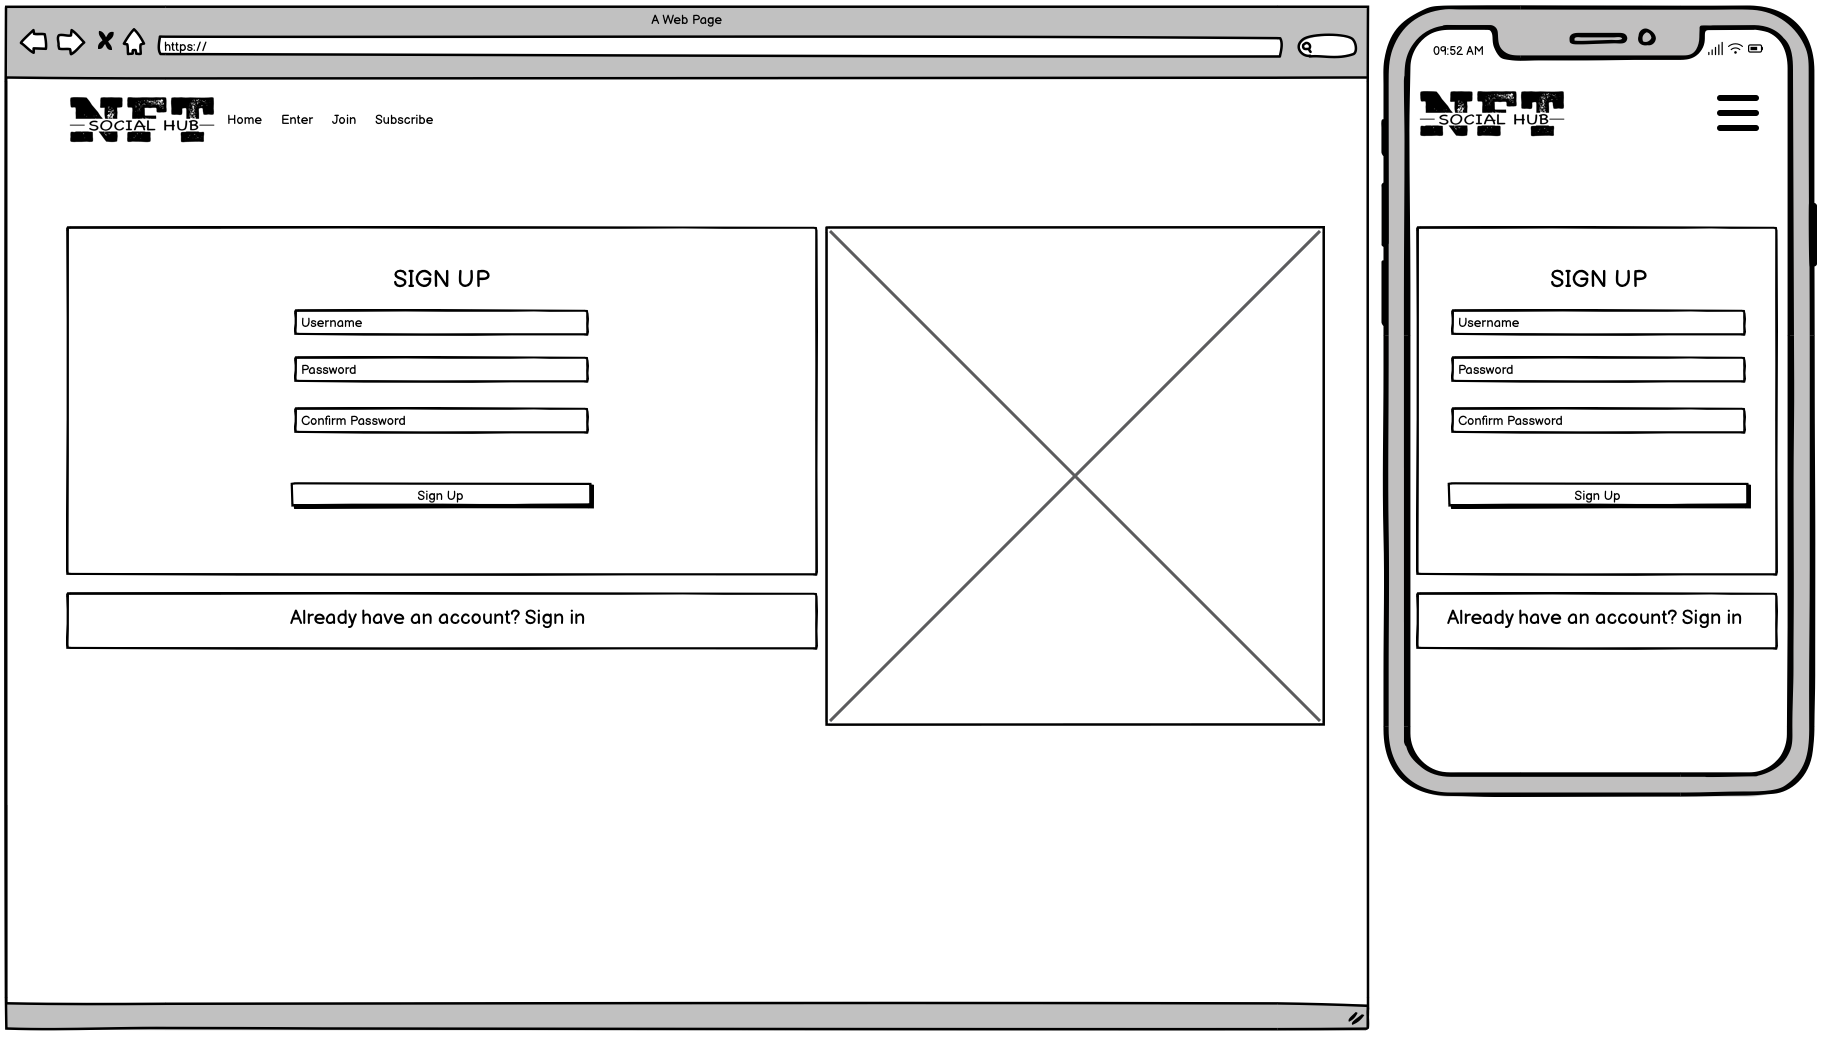 A Web Page
https://
NFT
SOCIAL HUB
Home Enter Join Subscribe
SIGN UP
Username
Password
Confirm Password
Sign Up
Already have an account? Sign in
09:52 AM
NFT
SOCIAL HUB
SIGN UP
Username
Password
Confirm Password
Sign Up
Already have an account? Sign in